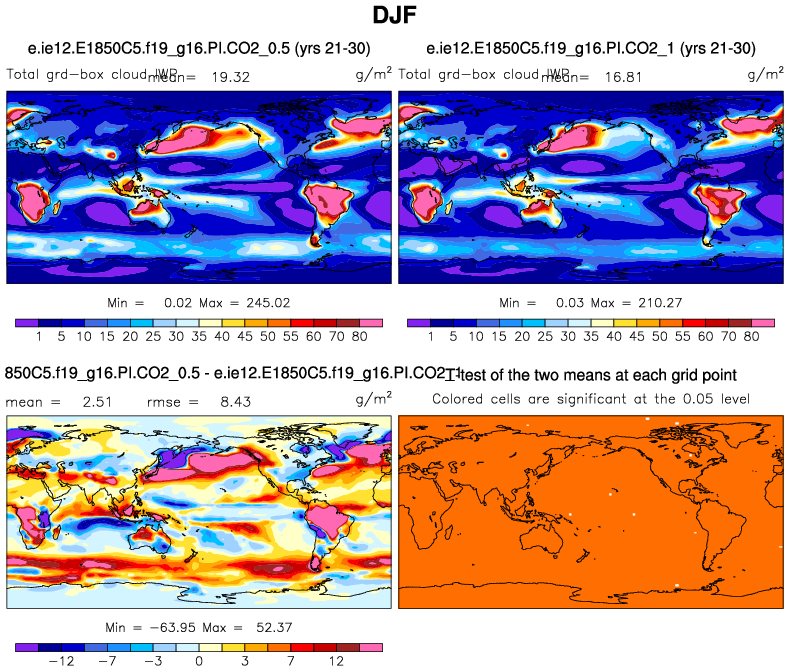 DJF
e.ie12.E1850C5.f19_g16.PI.CO2_0.5 (yrs 21-30)
e.ie12.E1850C5.f19_g16.PI.CO2_1 (yrs 21-30)
Total grd-box cloud IWP mean= 19.32 g/m²
Total grd-box cloud IWP mean= 16.81 g/m²
Min = 0.02 Max = 245.02
Min = 0.03 Max = 210.27
1 5 10 15 20 25 30 35 40 45 50 55 60 70 80
1 5 10 15 20 25 30 35 40 45 50 55 60 70 80
850C5.f19_g16.PI.CO2_0.5 - e.ie12.E1850C5.f19_g16.PI.CO2_1
T-test of the two means at each grid point
mean = 2.51 rmse = 8.43 g/m²
Colored cells are significant at the 0.05 level
Min = -63.95 Max = 52.37
-12 -7 -3 0 3 7 12